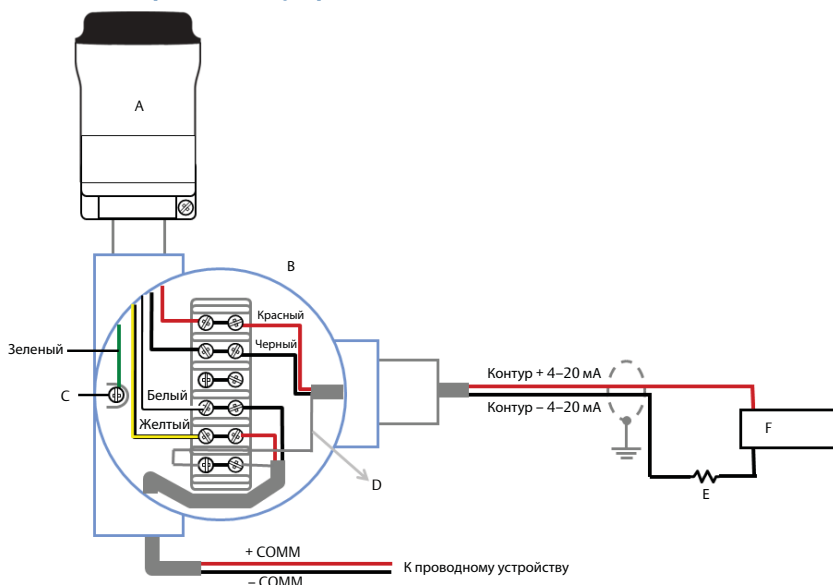 A
B
Красный
Зеленый
Черный
Контур + 4–20 мА
C
Белый
Контур – 4–20 мА
Желтый
F
D
E
+ COMM
К проводному устройству
– COMM